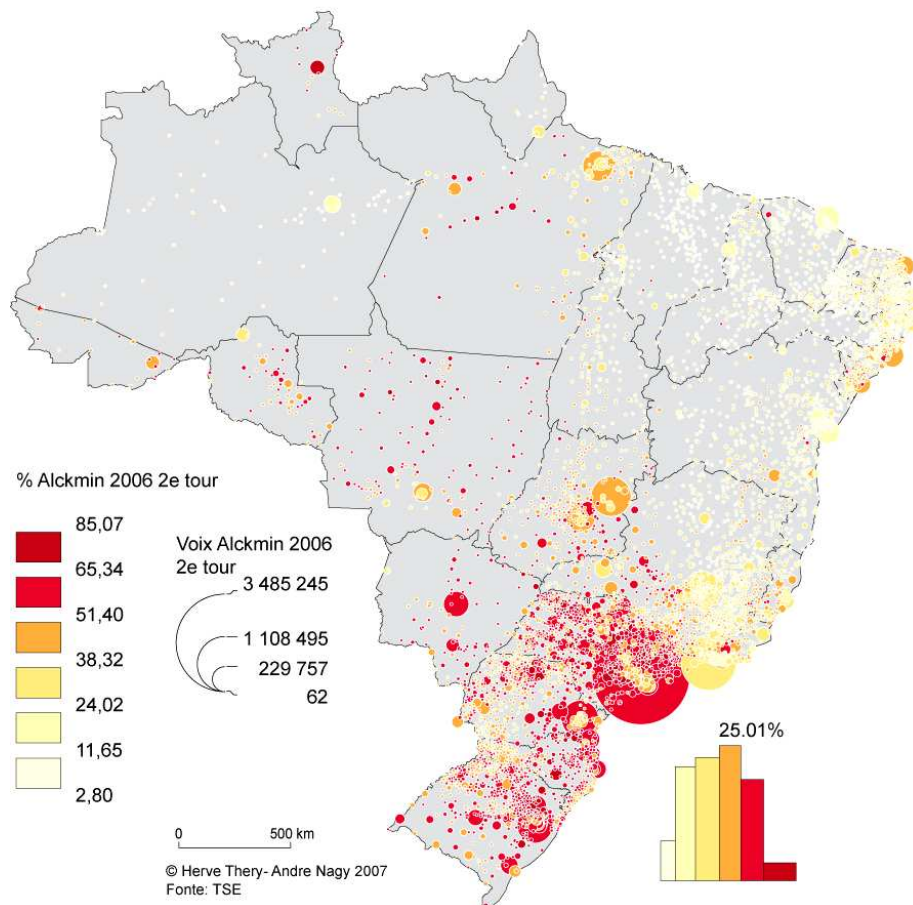 % Alckmin 2006 2e tour
85,07
65,34
51,40
38,32
24,02
11,65
2,80
Voix Alckmin 2006
2e tour
3 485 245
1 108 495
229 757
62
0 500 km
© Herve Thery- Andre Nagy 2007
Fonte: TSE
25.01%